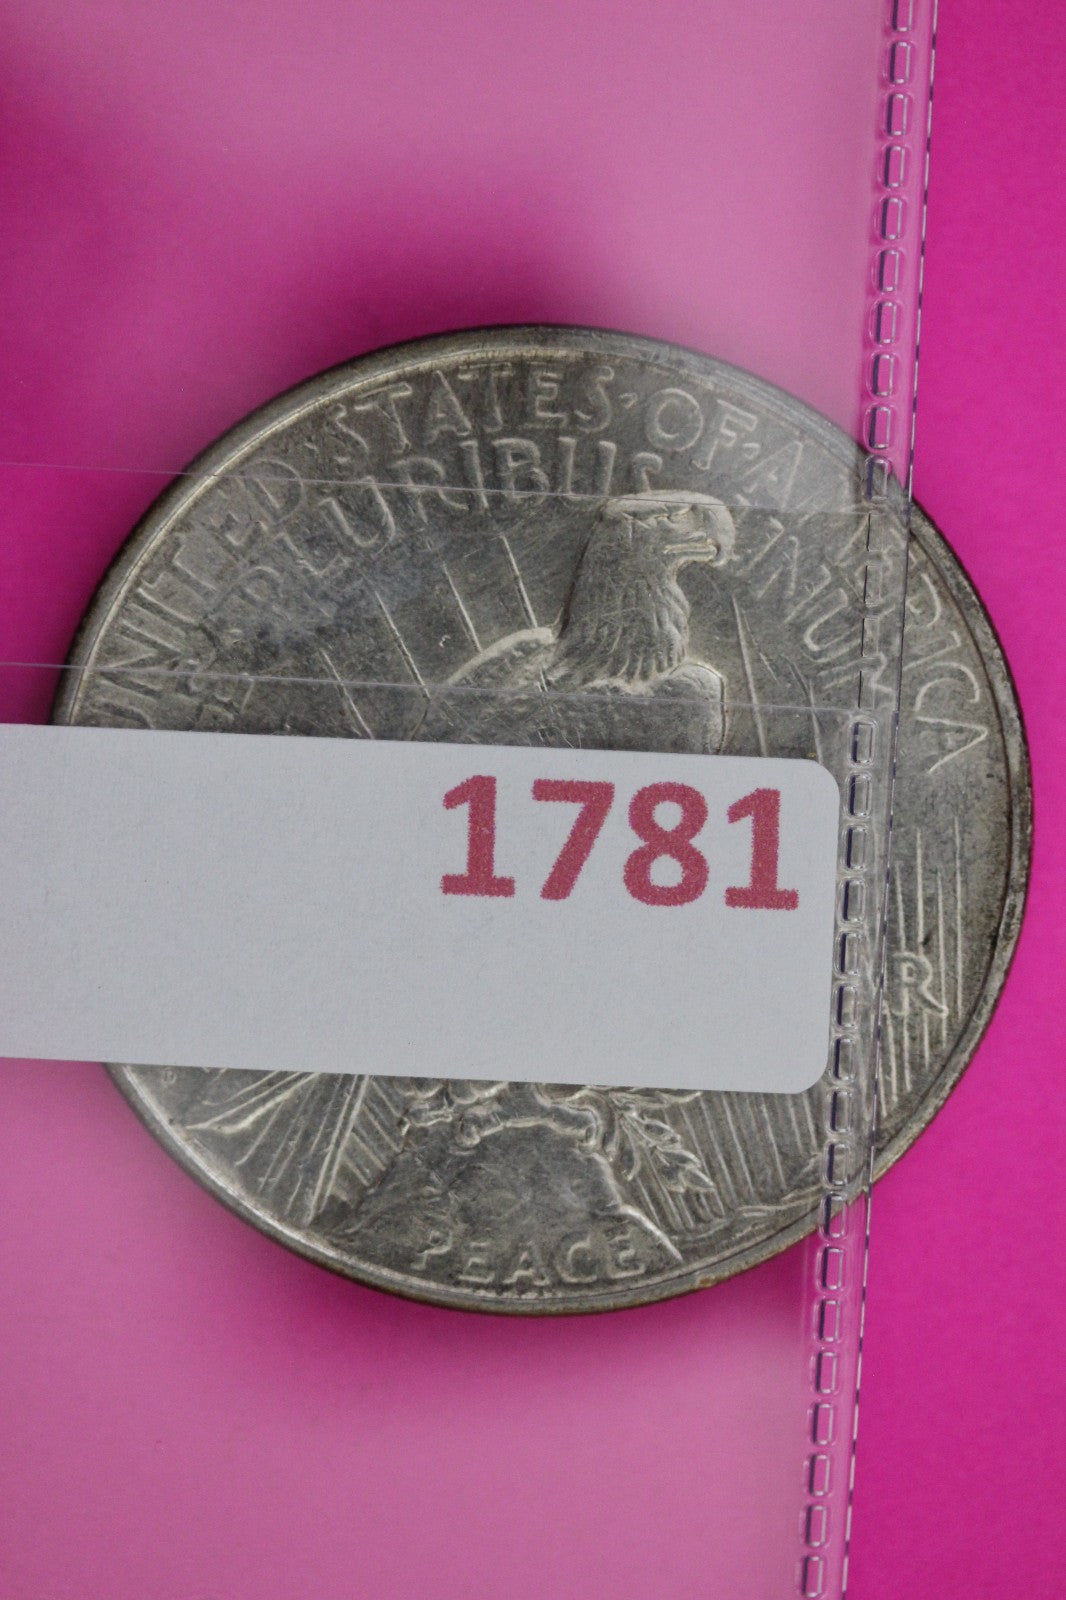 UNITED·STATES·OF·AMERICA
E PLURIBUS UNUM
1781
R
PEACE